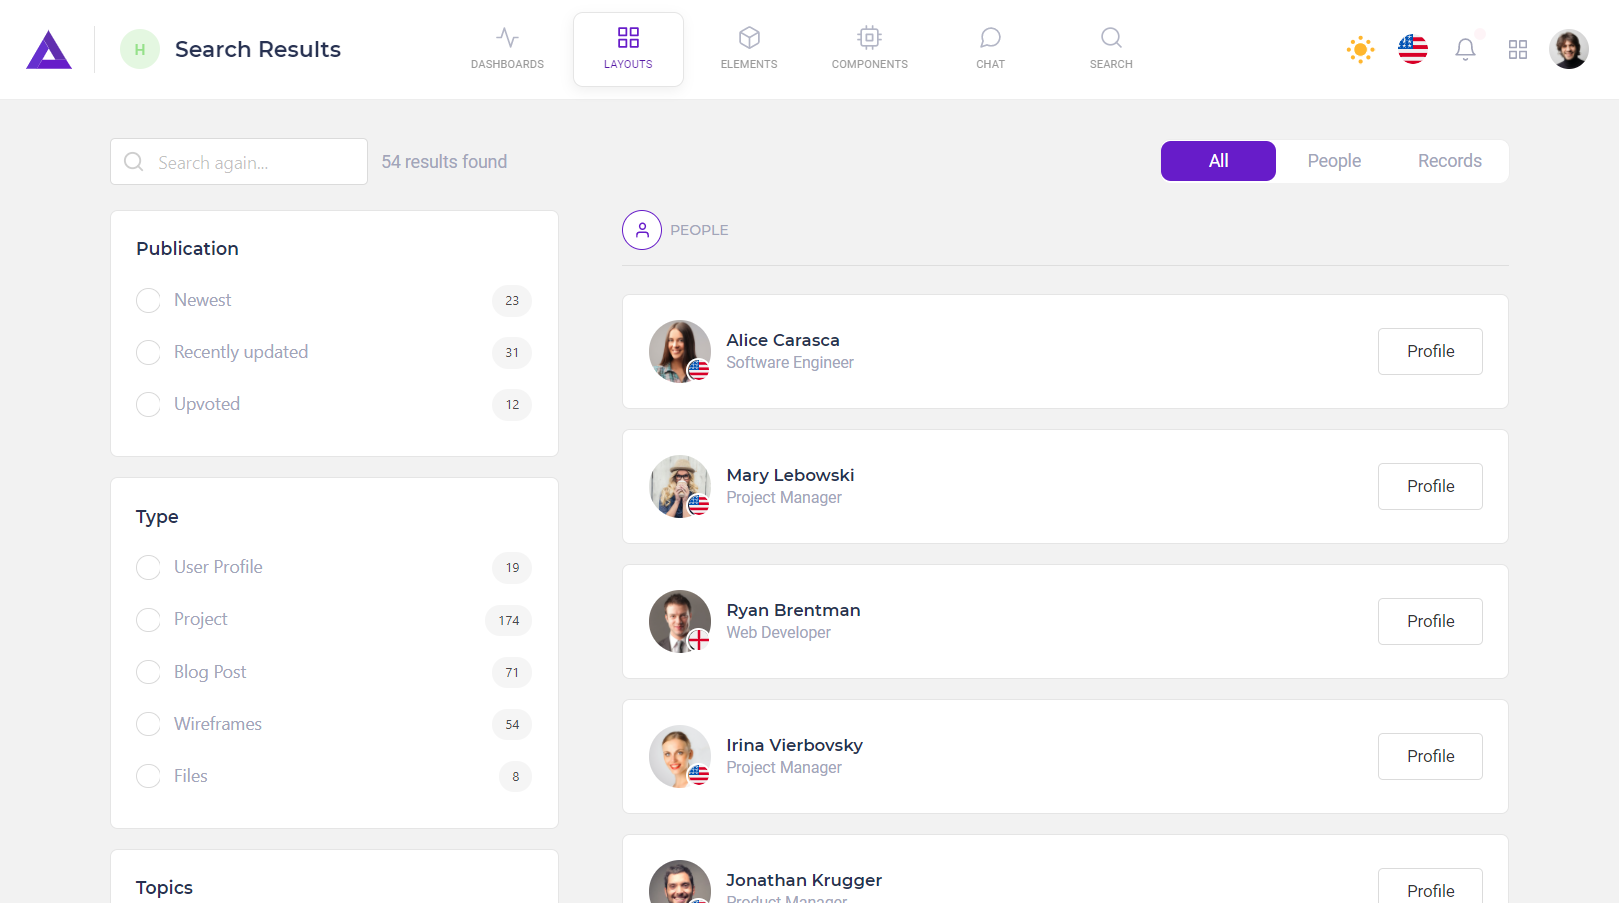 H
Search Results
DASHBOARDS
LAYOUTS
ELEMENTS
COMPONENTS
CHAT
SEARCH
Search again...
54 results found
All
People
Records
Publication
Newest
23
Recently updated
31
Upvoted
12
Type
User Profile
19
Project
174
Blog Post
71
Wireframes
54
Files
8
Topics
PEOPLE
Alice Carasca
Software Engineer
Profile
Mary Lebowski
Project Manager
Profile
Ryan Brentman
Web Developer
Profile
Irina Vierbovsky
Project Manager
Profile
Jonathan Krugger
Product Manager
Profile